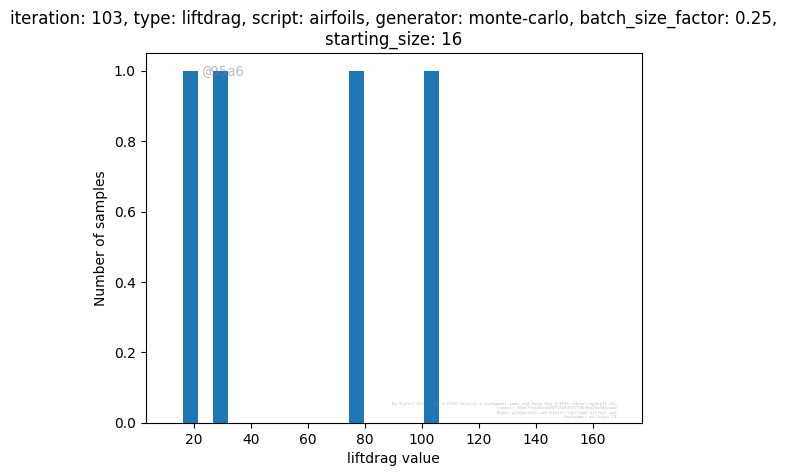 iteration: 103, type: liftdrag, script: airfoils, generator: monte-carlo, batch_size_factor: 0.25,
starting_size: 16
@95a6
1.0
0.8
0.6
0.4
0.2
0.0
Number of samples
20 40 60 80 100 120 140 160
liftdrag value